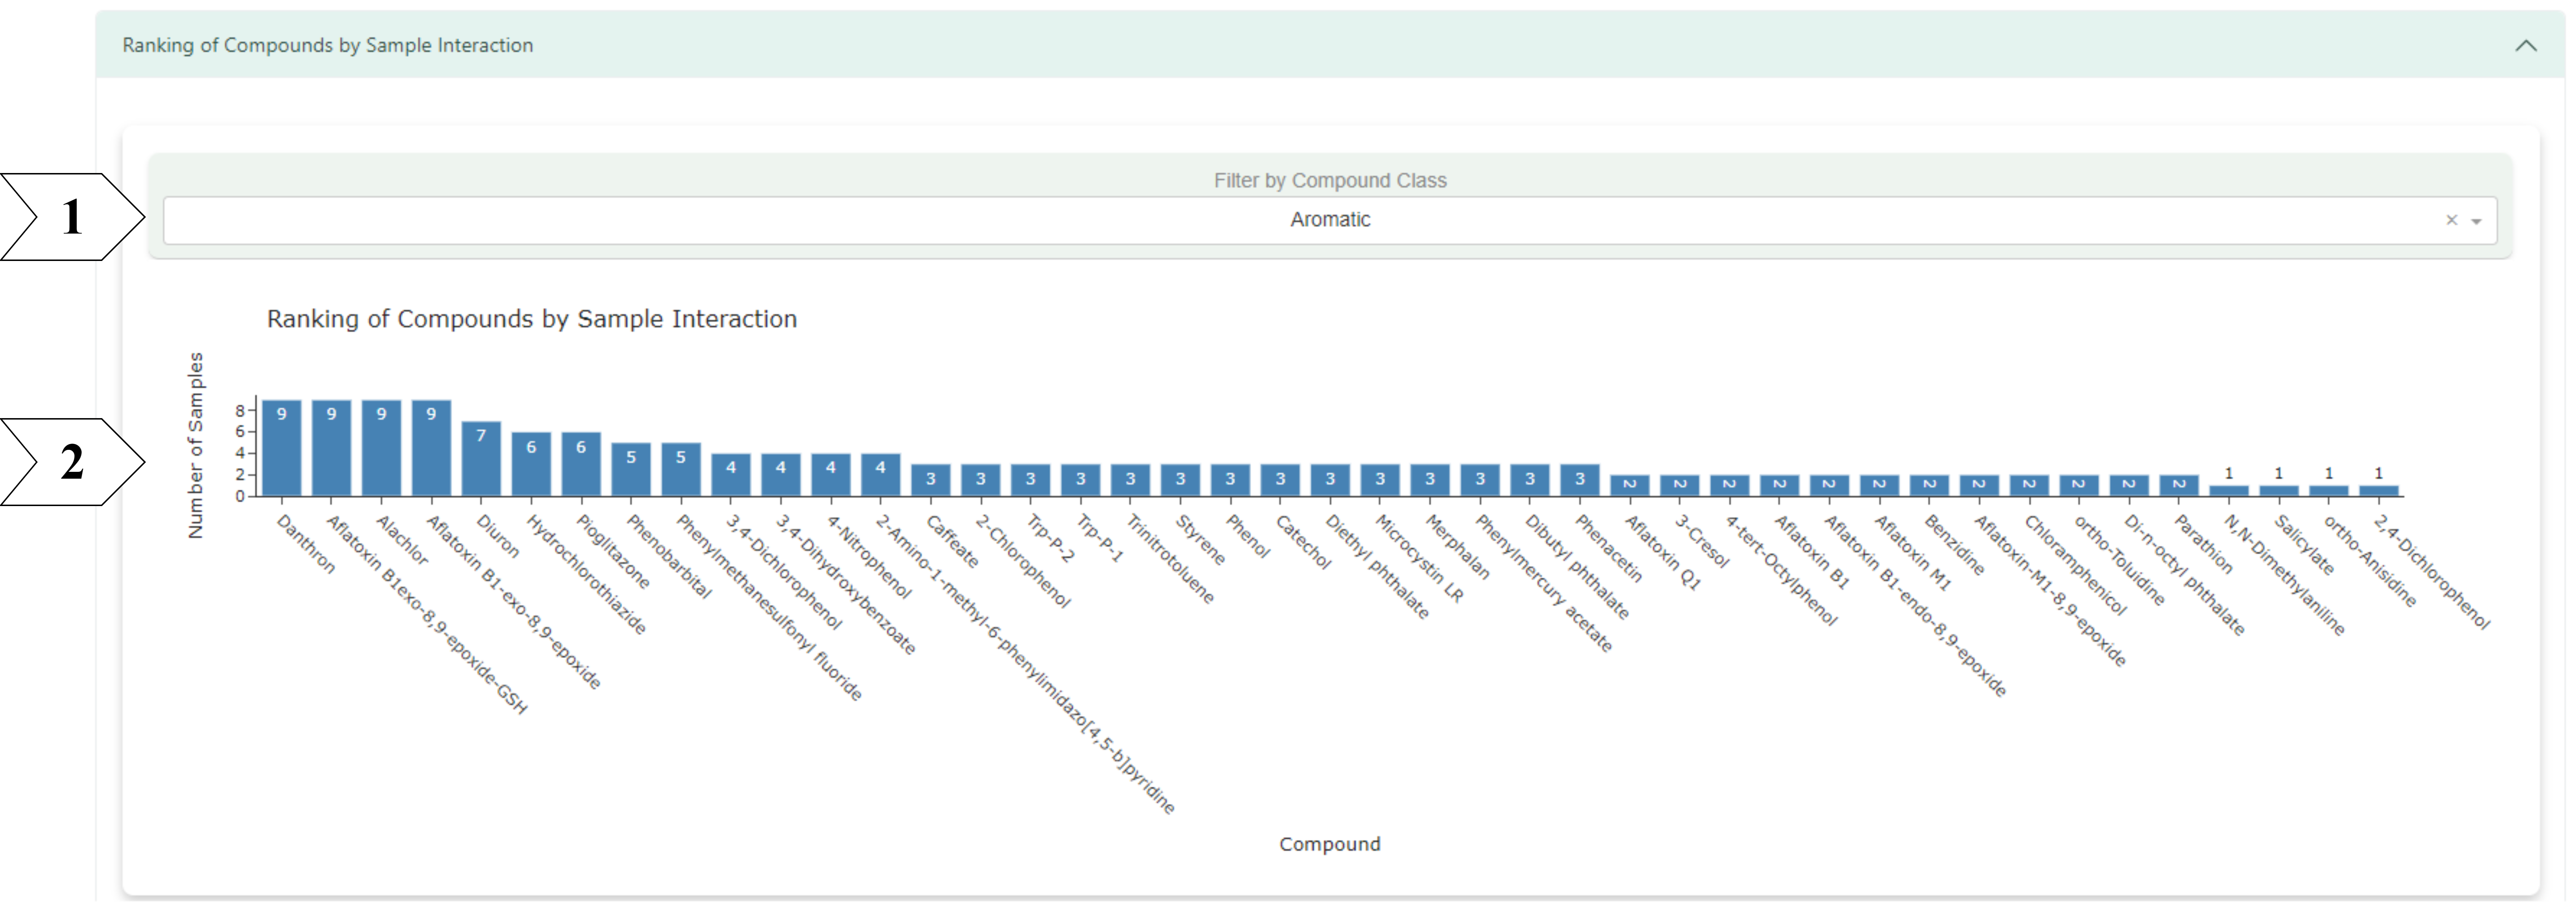 Ranking of Compounds by Sample Interaction
1
Filter by Compound Class
Aromatic
Ranking of Compounds by Sample Interaction
2
Number of Samples
8
6
4
2
0
9 9 9 9 7 6 6 5 5 4 4 4 4 3 3 3 3 3 3 3 3 3 3 3 3 3 3 2 2 2 2 2 2 2 2 2 2 2 2 1 1 1 1
Danthron
Aflatoxin B1exo-8,9-epoxide-GSH
Alachlor
Aflatoxin B1-exo-8,9-epoxide
Diuron
Hydrochlorothiazide
Pioglitazone
Phenobarbital
Phenylmethanesulfonyl fluoride
3,4-Dichlorophenol
3,4-Dihydroxybenzoate
4-Nitrophenol
2-Amino-1-methyl-6-phenylimidazo[4,5-b]pyridine
Caffeate
2-Chlorophenol
Trp-P-2
Trp-P-1
Trinitrotoluene
Styrene
Phenol
Catechol
Diethyl phthalate
Microcystin LR
Merphalan
Phenylmercury acetate
Dibutyl phthalate
Phenacetin
Aflatoxin Q1
3-Cresol
4-tert-Octylphenol
Aflatoxin B1
Aflatoxin B1-endo-8,9-epoxide
Aflatoxin M1
Benzidine
Aflatoxin-M1-8,9-epoxide
Chloramphenicol
ortho-Toluidine
Di-n-octyl phthalate
Parathion
N,N-Dimethylaniline
Salicylate
ortho-Anisidine
2,4-Dichlorophenol
Compound